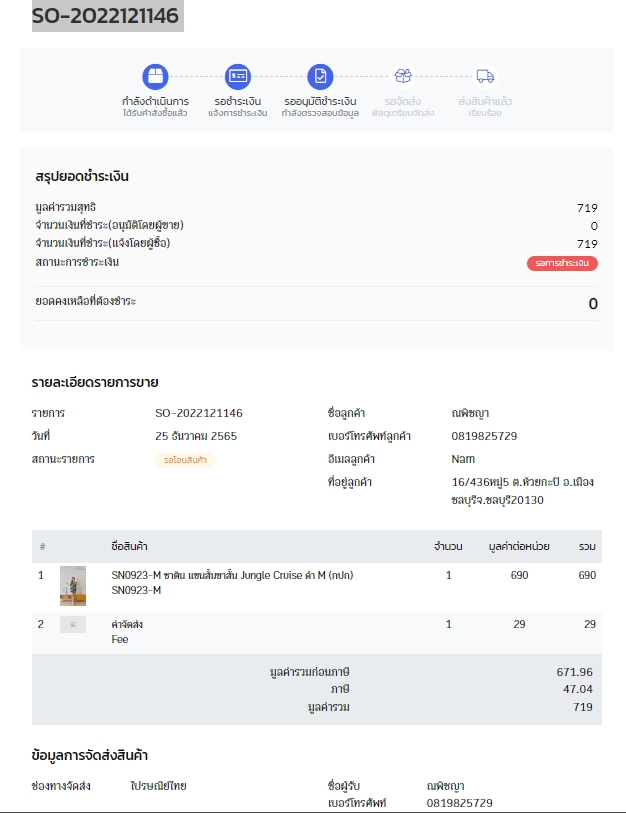 SO-2022121146
กำลังดำเนินการ รอชำระเงิน รออนุมัติชำระเงิน รอจัดส่ง ส่งสินค้าแล้ว
ได้รับคำสั่งซื้อแล้ว แจ้งการชำระเงิน กำลังตรวจสอบข้อมูล พัสดุเตรียมจัดส่ง เรียบร้อย
สรุปยอดชำระเงิน
มูลค่ารวมสุทธิ 719
จำนวนเงินที่ชำระ(อนุมัติโดยผู้ขาย) 0
จำนวนเงินที่ชำระ(แจ้งโดยผู้ซื้อ) 719
สถานะการชำระเงิน รอการชำระเงิน
ยอดคงเหลือที่ต้องชำระ 0
รายละเอียดรายการขาย
รายการ SO-2022121146 ชื่อลูกค้า ณพิชญา
วันที่ 25 ธันวาคม 2565 เบอร์โทรศัพท์ลูกค้า 0819825729
สถานะรายการ รอโอนสินค้า อีเมลลูกค้า Nam
ที่อยู่ลูกค้า 16/436หมู่5 ต.ห้วยกะปิ อ.เมือง
ชลบุรีจ.ชลบุรี20130
# ชื่อสินค้า จำนวน มูลค่าต่อหน่วย รวม
1 SN0923-M ซาติน แขนสั้นขาสั้น Jungle Cruise ดำ M (กปก) 1 690 690
SN0923-M
2 ค่าจัดส่ง 1 29 29
Fee
มูลค่ารวมก่อนภาษี 671.96
ภาษี 47.04
มูลค่ารวม 719
ข้อมูลการจัดส่งสินค้า
ช่องทางจัดส่ง ไปรษณีย์ไทย ชื่อผู้รับ ณพิชญา
เบอร์โทรศัพท์ 0819825729